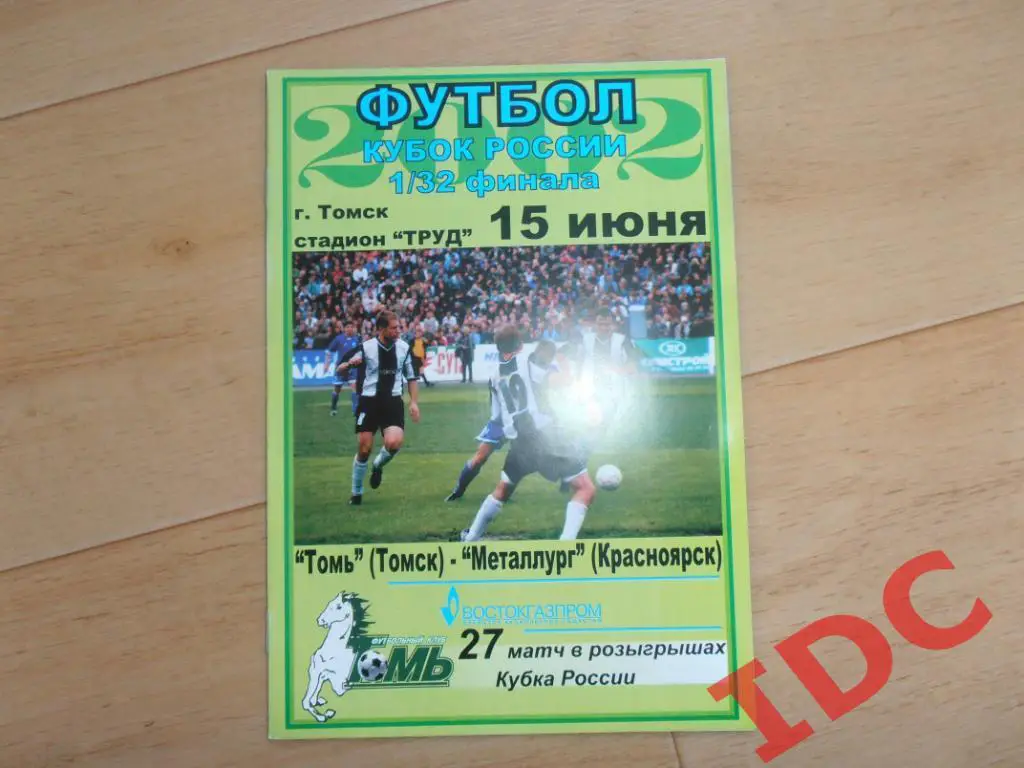 2002
ФУТБОЛ
КУБОК РОССИИ
1/32 финала
г. Томск
стадион "ТРУД"
15 июня
"Томь" (Томск) - "Металлург" (Красноярск)
ВОСТОКГАЗПРОМ
ФУТБОЛЬНЫЙ КЛУБ
ТОМЬ
27 матч в розыгрышах
Кубка России
IDC